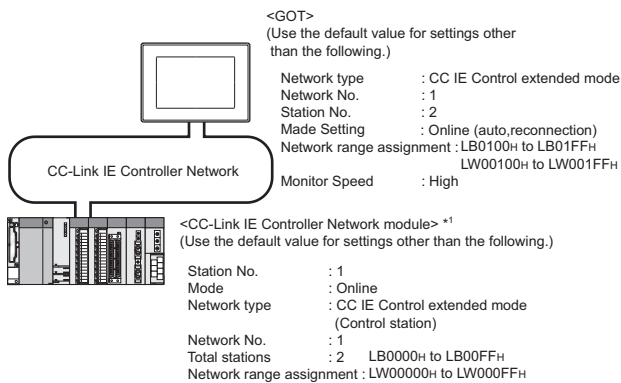 <GOT>
(Use the default value for settings other
than the following.)
Network type : CC IE Control extended mode
Network No. : 1
Station No. : 2
Made Setting : Online (auto,reconnection)
Network range assignment : LB0100H to LB01FFH
LW00100H to LW001FFH
Monitor Speed : High
CC-Link IE Controller Network
<CC-Link IE Controller Network module> *1
(Use the default value for settings other than the following.)
Station No. : 1
Mode : Online
Network type : CC IE Control extended mode
(Control station)
Network No. : 1
Total stations : 2 LB0000H to LB00FFH
Network range assignment : LW00000H to LW000FFH